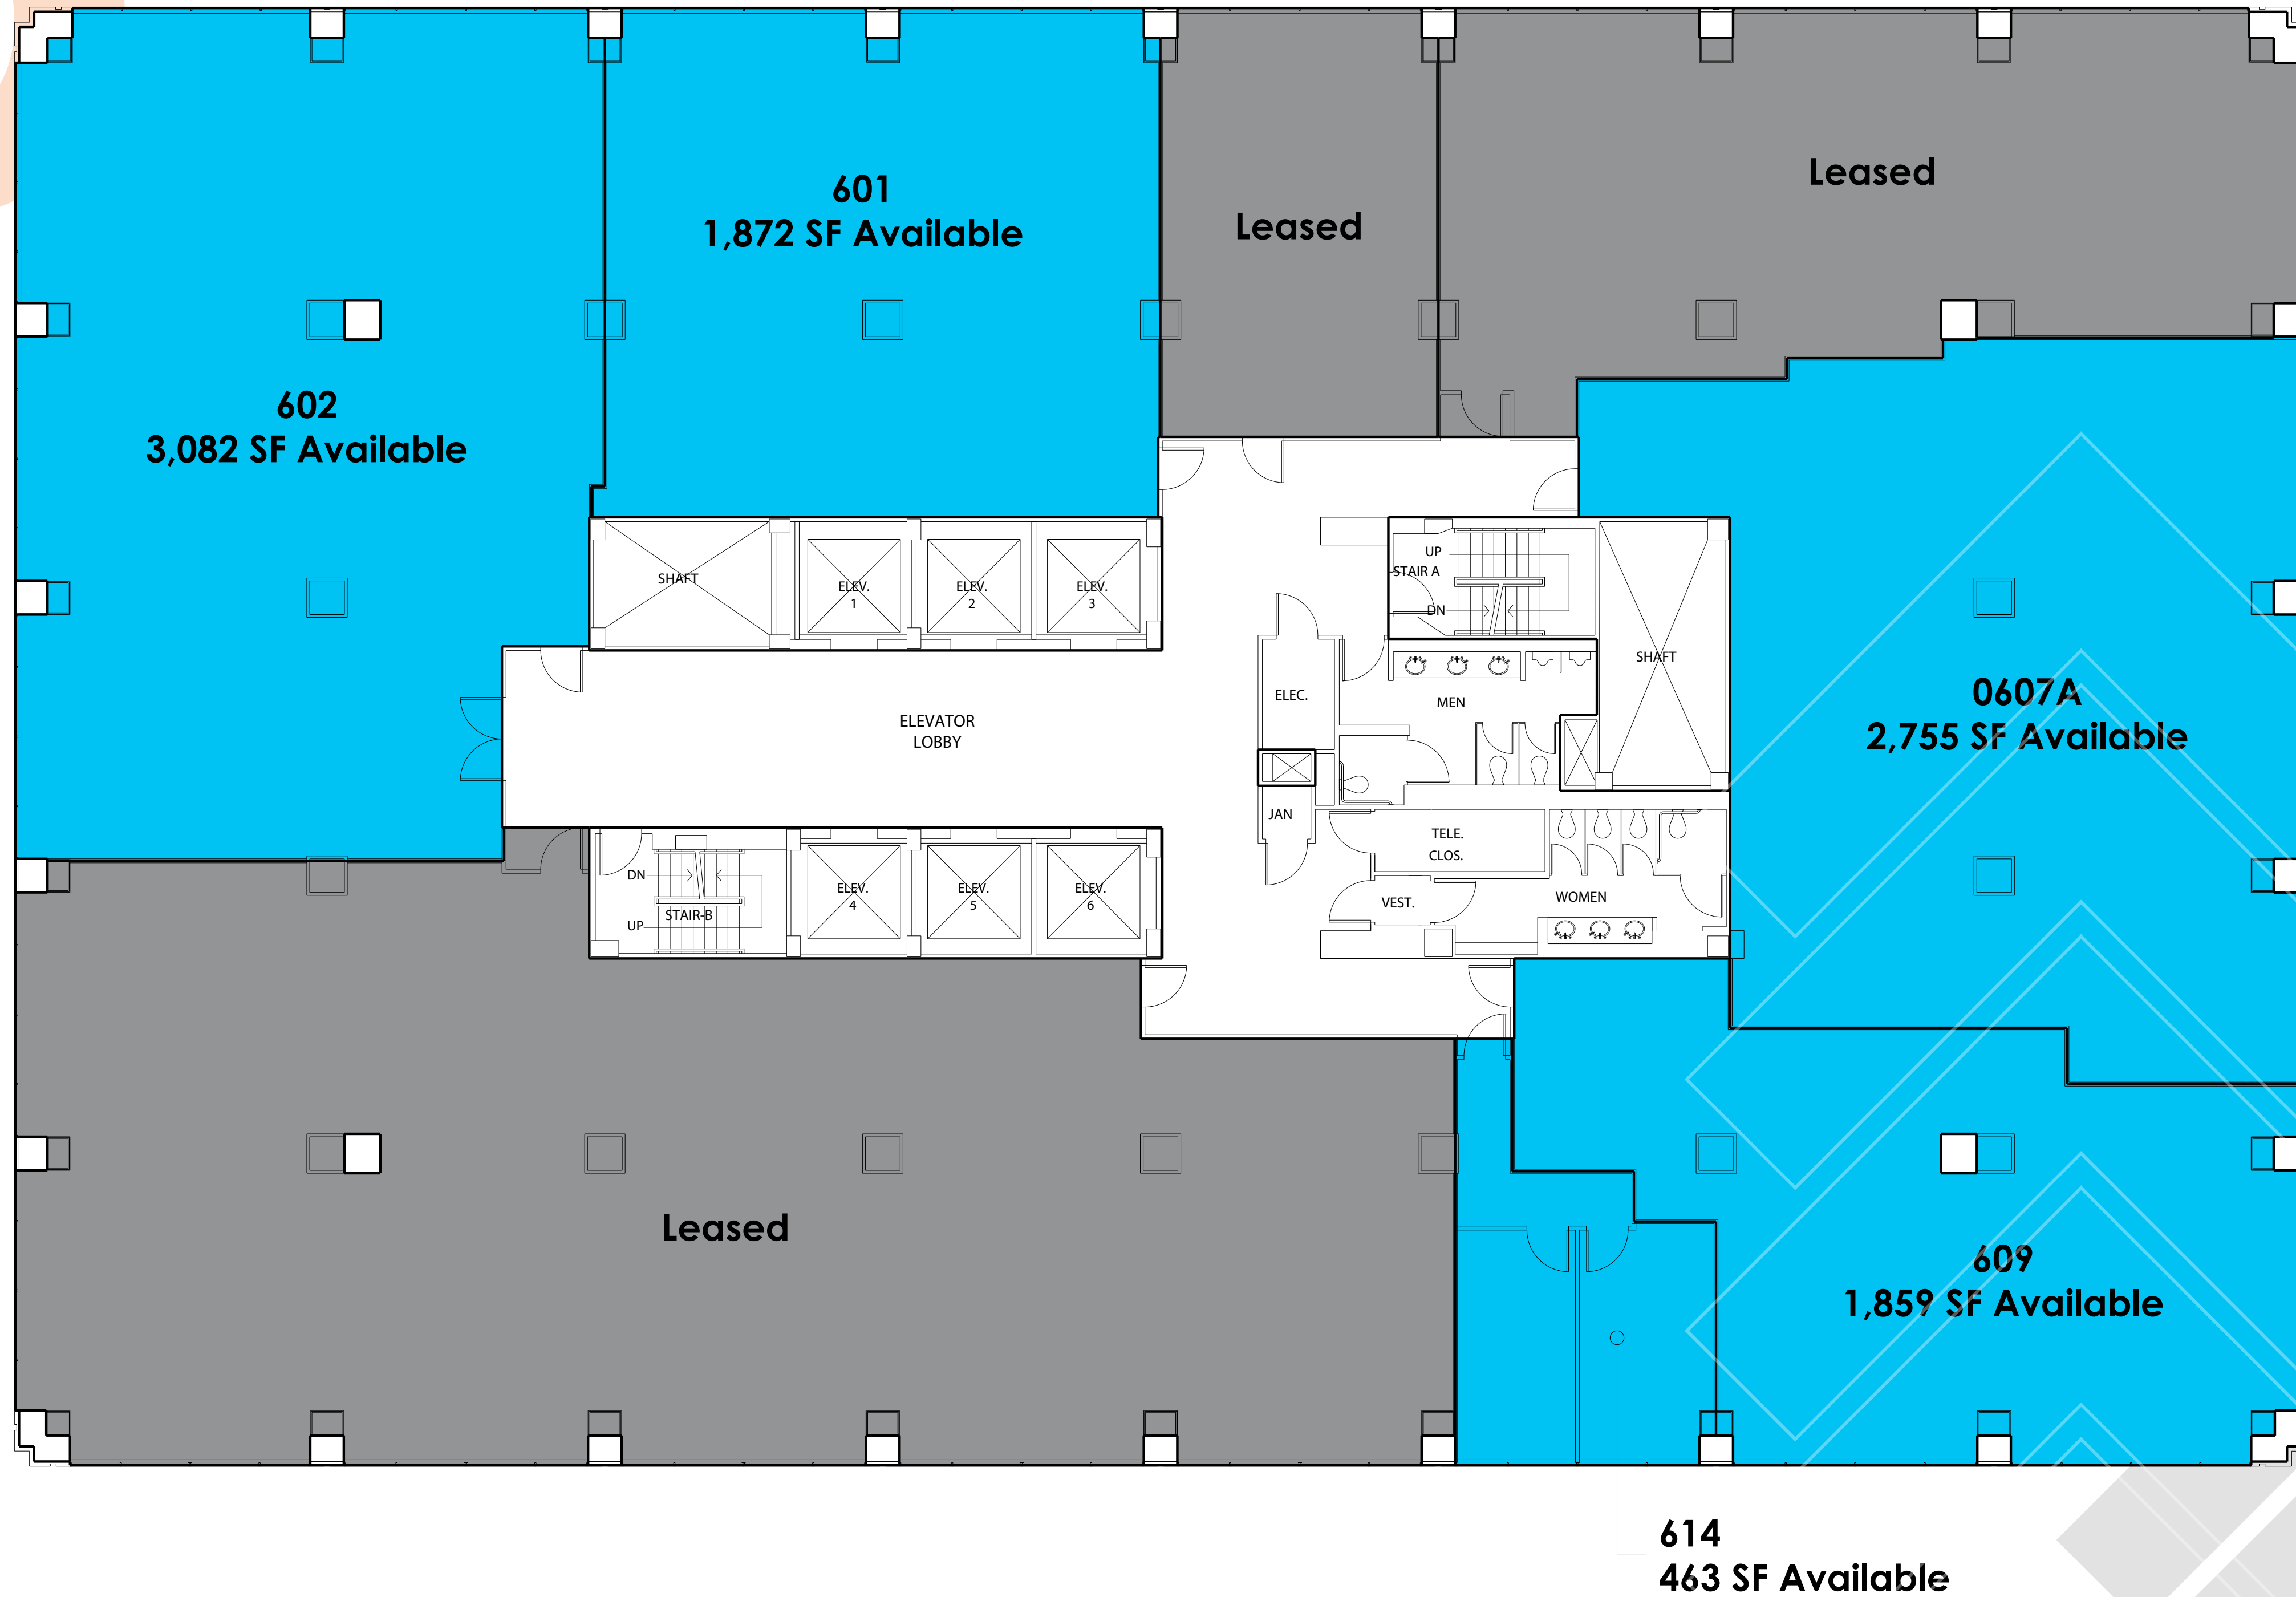 601
1,872 SF Available
Leased
Leased
602
3,082 SF Available
SHAFT
ELEV.
1
ELEV.
2
ELEV.
3
UP
STAIR A
DN
SHAFT
ELEC.
MEN
ELEVATOR
LOBBY
0607A
2,755 SF Available
JAN
TELE.
CLOS.
VEST.
WOMEN
DN
STAIR-B
UP
ELEV.
4
ELEV.
5
ELEV.
6
Leased
609
1,859 SF Available
614
463 SF Available